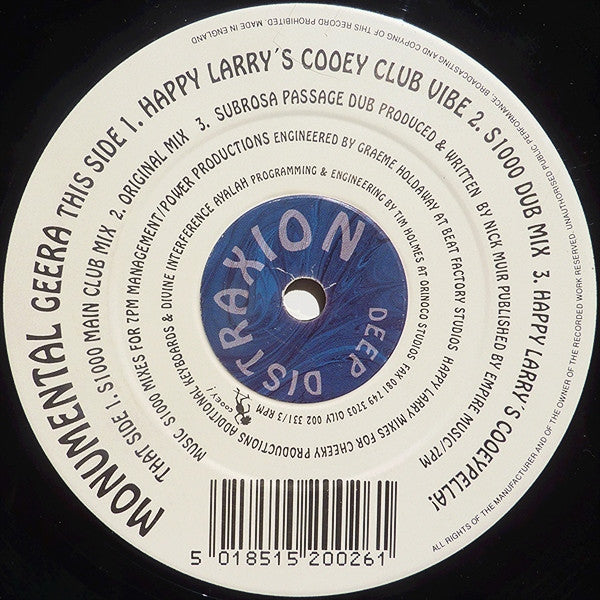 MONUMENTAL GEERA THIS SIDE 1. HAPPY LARRY´S COOEY CLUB VIBE 2. S1000 DUB MIX 3. HAPPY LARRY´S COOEYPELLA!
THAT SIDE 1. S1000 MAIN CLUB MIX 2. ORIGINAL MIX 3. SUBROSA PASSAGE DUB PRODUCED & WRITTEN BY NICK MUIR PUBLISHED BY EMPIRE MUSIC/7PM
MUSIC S1000 MIXES FOR 7PM MANAGEMENT/POWER PRODUCTIONS ENGINEERED BY GRAEME HOLDAWAY AT BEAT FACTORY STUDIOS HAPPY LARRY MIXES FOR CHEEKY PRODUCTIONS ADDITIONAL
KEYBOARDS & DIVINE INTERFERENCE AYALAH PROGRAMMING & ENGINEERING BY TIM HOLMES AT ORINOCO STUDIOS FAX 081 749 3703 OILY 002 331/3 RPM
COOEY!
DEEP DISTRAXION
ALL RIGHTS OF THE MANUFACTURER AND OF THE OWNER OF THE RECORDED WORK RESERVED. UNAUTHORISED PUBLIC PERFORMANCE, BROADCASTING AND COPYING OF THIS RECORD PROHIBITED. MADE IN ENGLAND
5 018515 200261